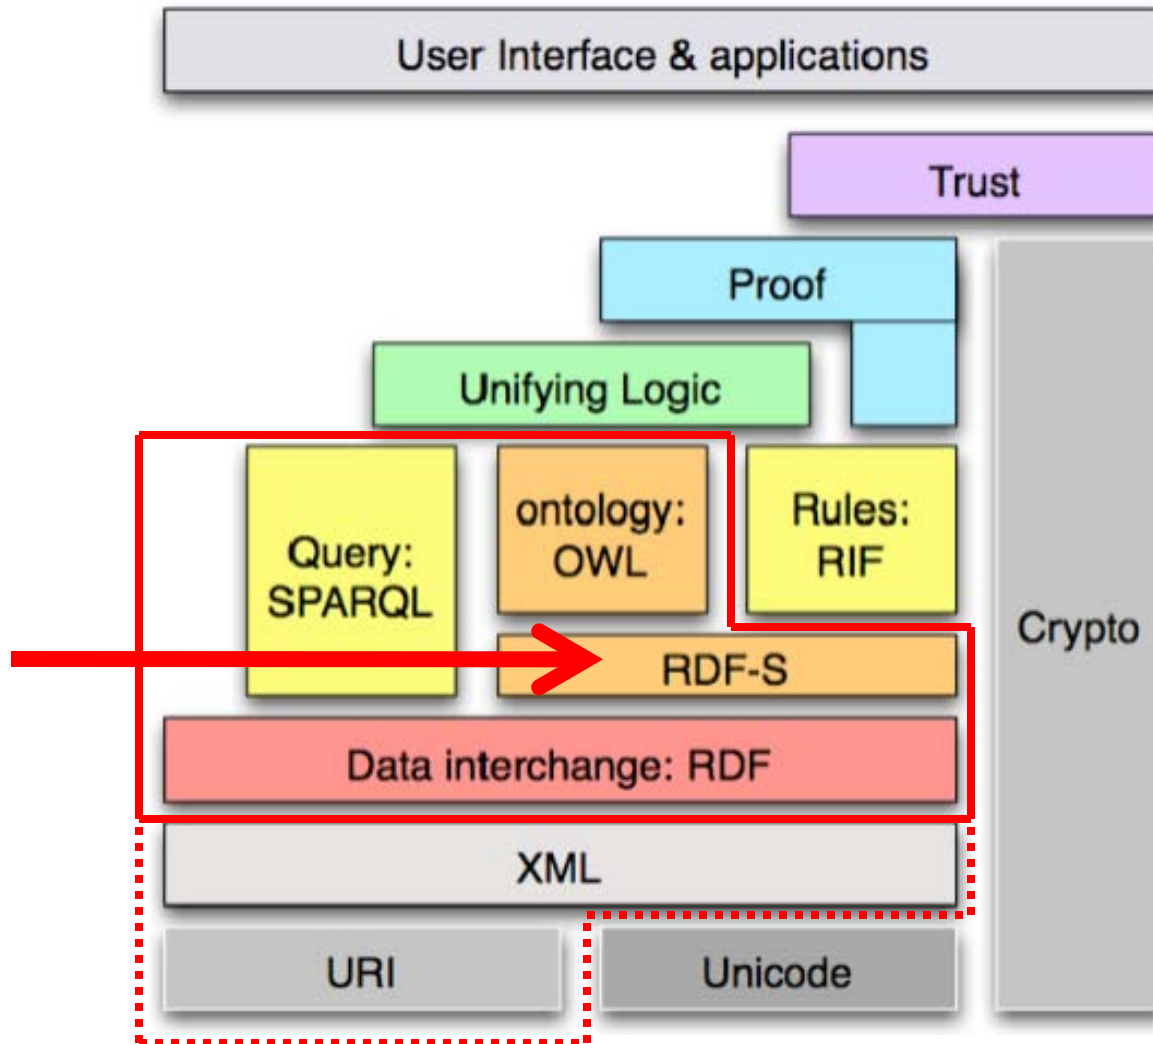 User Interface & applications
Trust
Proof
Unifying Logic
Query:
SPARQL
ontology:
OWL
Rules:
RIF
Crypto
RDF-S
Data interchange: RDF
XML
URI
Unicode